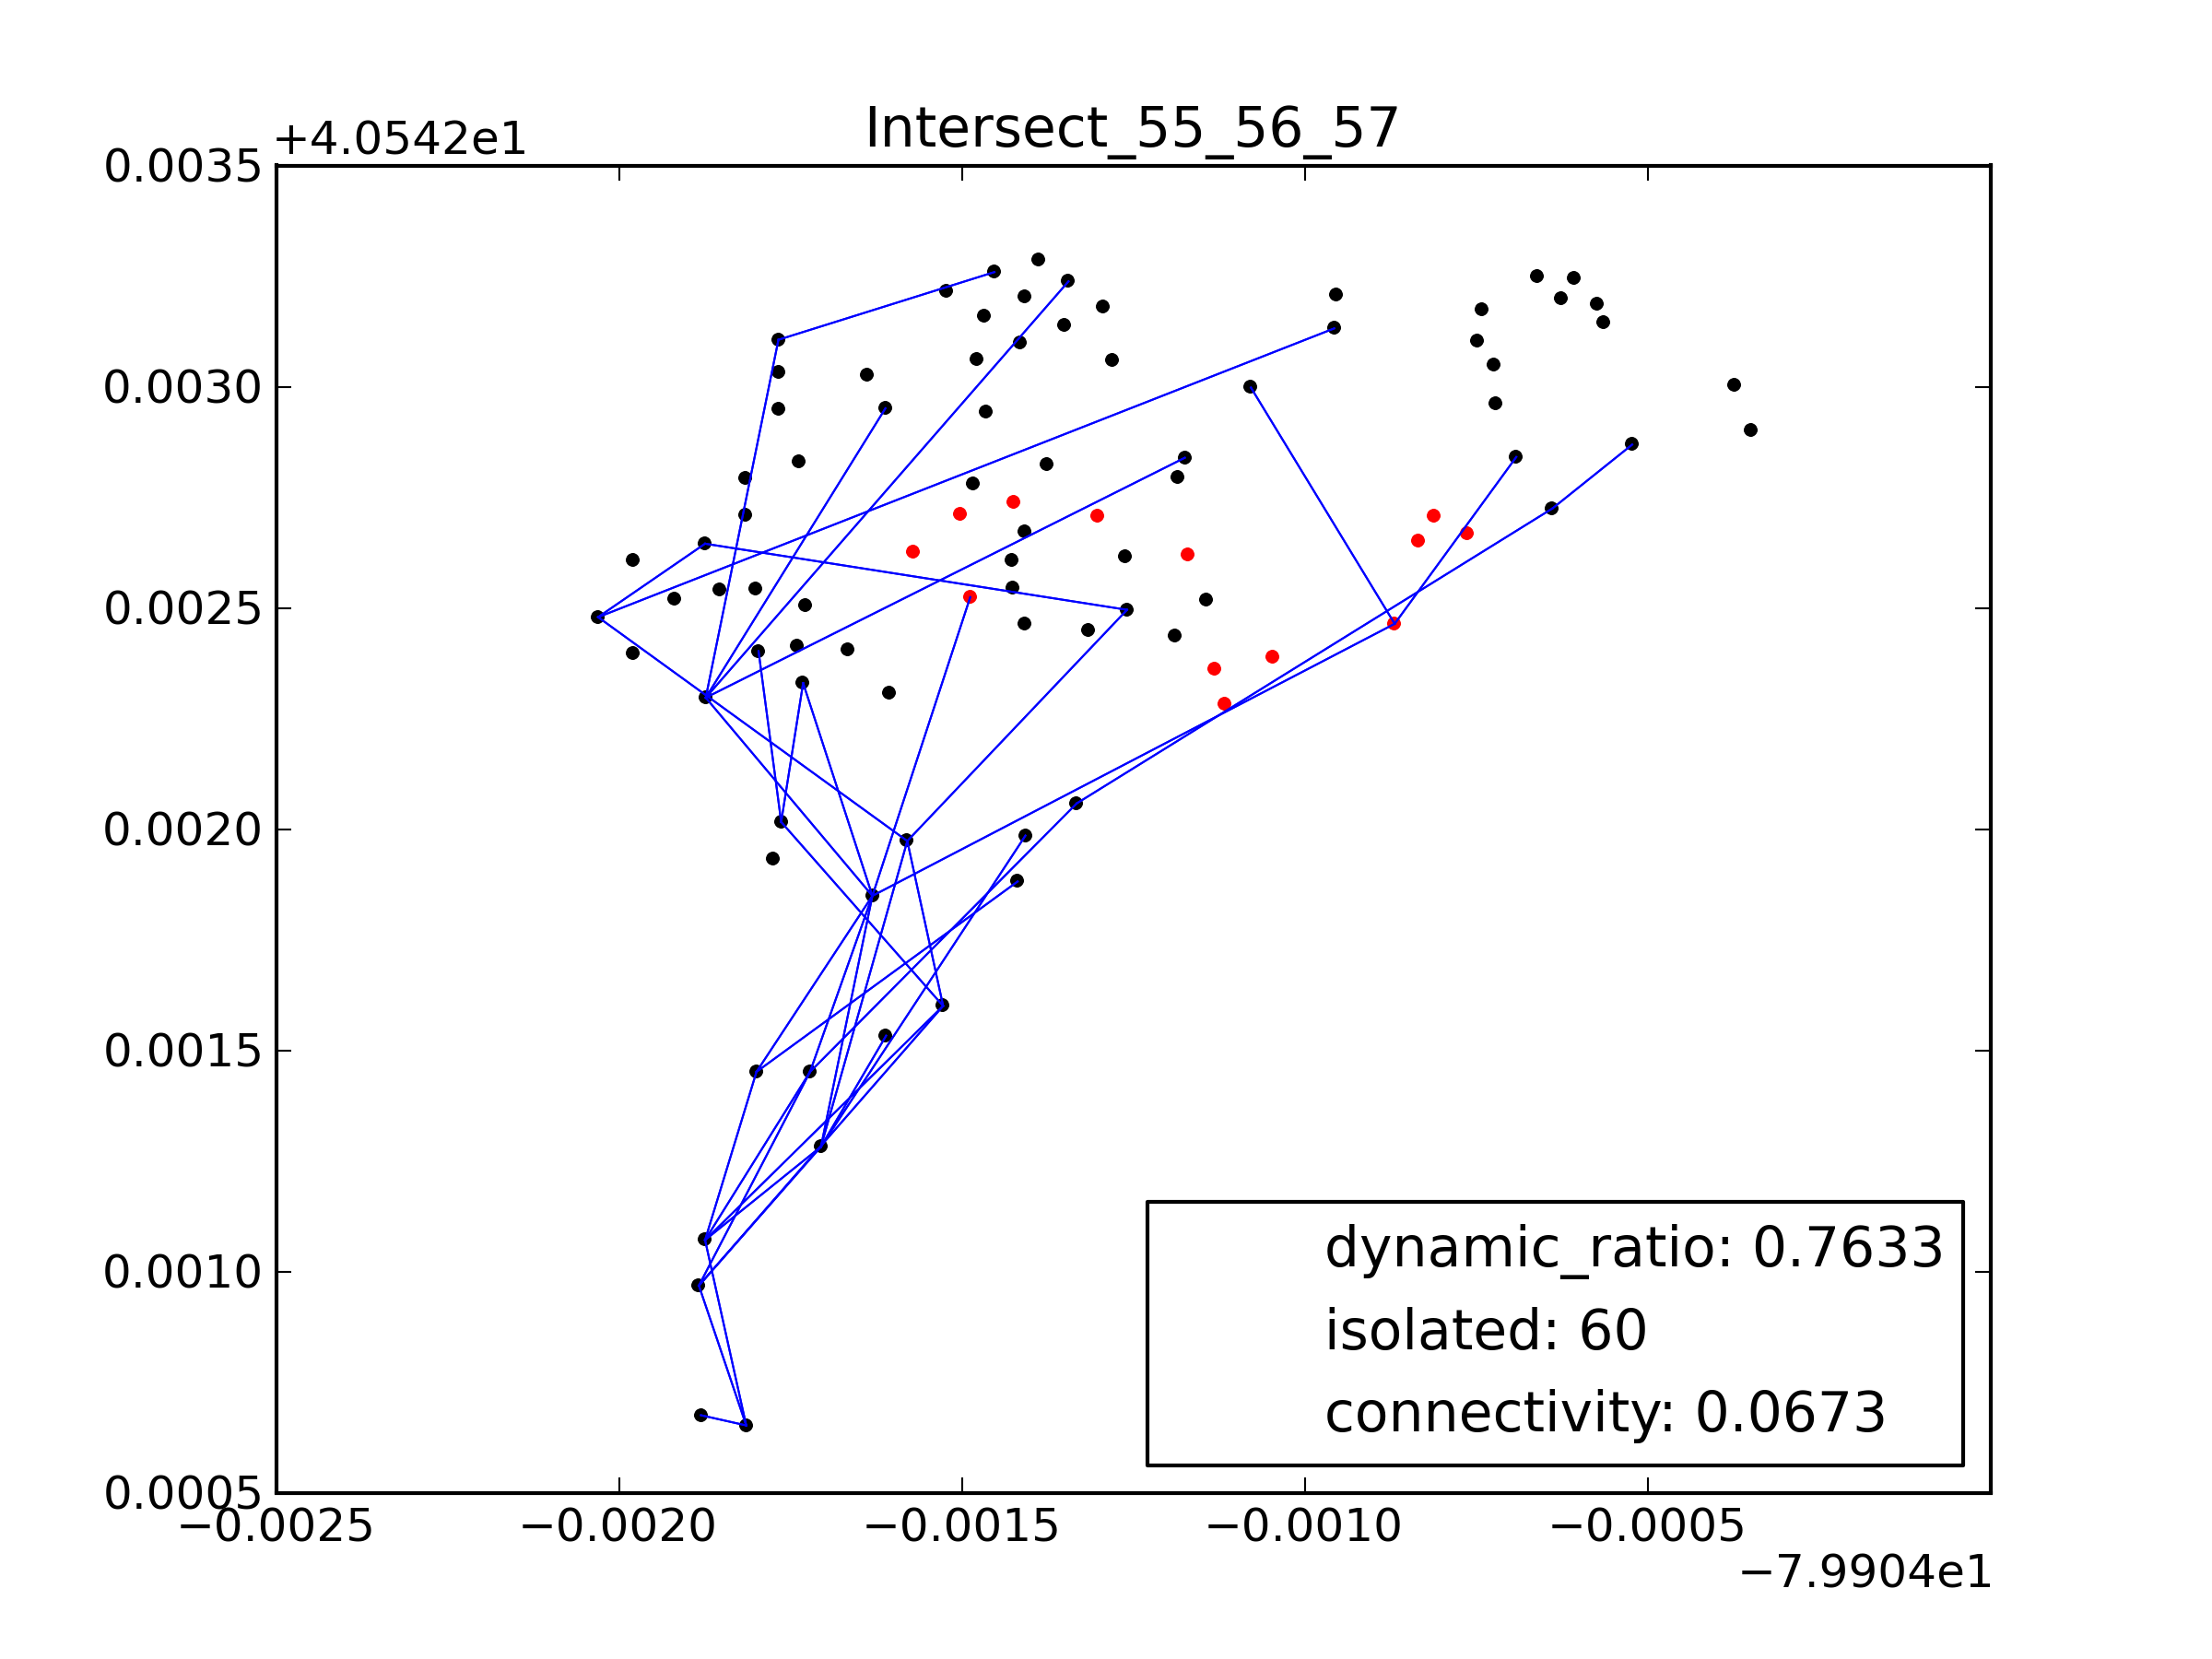 Intersect_55_56_57
+4.0542e1
0.0035
0.0030
0.0025
0.0020
0.0015
0.0010
0.0005
−0.0025 −0.0020 −0.0015 −0.0010 −0.0005
−7.9904e1
dynamic_ratio: 0.7633
isolated: 60
connectivity: 0.0673